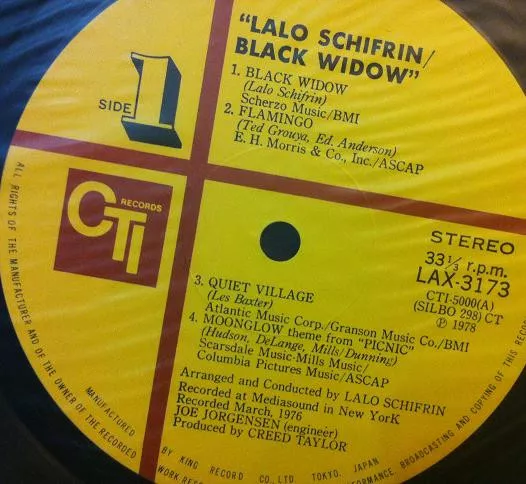 "LALO SCHIFRIN/
BLACK WIDOW"
SIDE 1
1. BLACK WIDOW
(Lalo Schifrin)
Scherzo Music/BMI
2. FLAMINGO
(Ted Grouya, Ed. Anderson)
E. H. Morris & Co., Inc./ASCAP
CTI RECORDS
STEREO
33⅓ r.p.m.
LAX-3173
CTI-5000(A)
(SILBO 298) CT
Ⓟ 1978
3. QUIET VILLAGE
(Les Baxter)
Atlantic Music Corp./Granson Music Co./BMI
4. MOONGLOW theme from "PICNIC"
(Hudson, DeLange, Mills/Dunning)
Scarsdale Music-Mills Music/
Columbia Pictures Music/ASCAP
Arranged and Conducted by LALO SCHIFRIN
Recorded at Mediasound in New York
Recorded March, 1976
JOE JORGENSEN (engineer)
Produced by CREED TAYLOR
MANUFACTURED
BY KING RECORD CO. LTD. TOKYO, JAPAN
ALL RIGHTS OF THE MANUFACTURER AND OF THE OWNER OF THE RECORDED
WORK RE
BROADCASTING AND COPYING OF THIS RECO